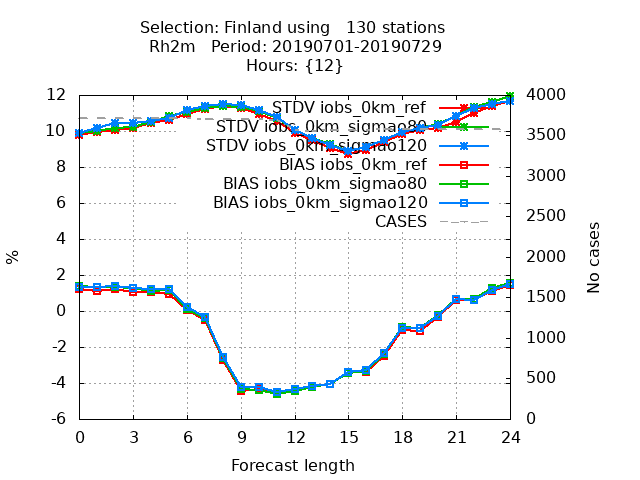 Selection: Finland using   130 stations
Rh2m   Period: 20190701-20190729
Hours: {12}
12
10
8
6
4
2
0
-2
-4
-6
%
STDV iobs_0km_ref
STDV iobs_0km_sigmao80
STDV iobs_0km_sigmao120
BIAS iobs_0km_ref
BIAS iobs_0km_sigmao80
BIAS iobs_0km_sigmao120
CASES
4000
3500
3000
2500
2000
1500
1000
500
0
No cases
0 3 6 9 12 15 18 21 24
Forecast length